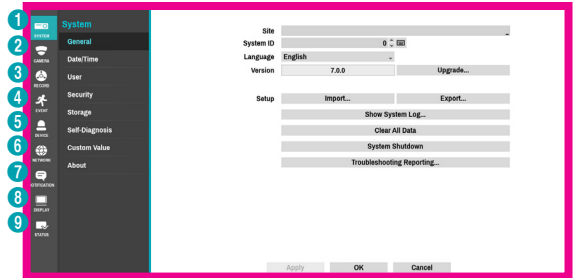 1
SYSTEM
2
CAMERA
3
RECORD
4
EVENT
5
DEVICE
6
NETWORK
7
NOTIFICATION
8
DISPLAY
9
STATUS
System
General
Date/Time
User
Security
Storage
Self-Diagnosis
Custom Value
About
Site
System ID 0
Language English
Version 7.0.0 Upgrade...
Setup Import... Export...
Show System Log...
Clear All Data
System Shutdown
Troubleshooting Reporting...
Apply OK Cancel